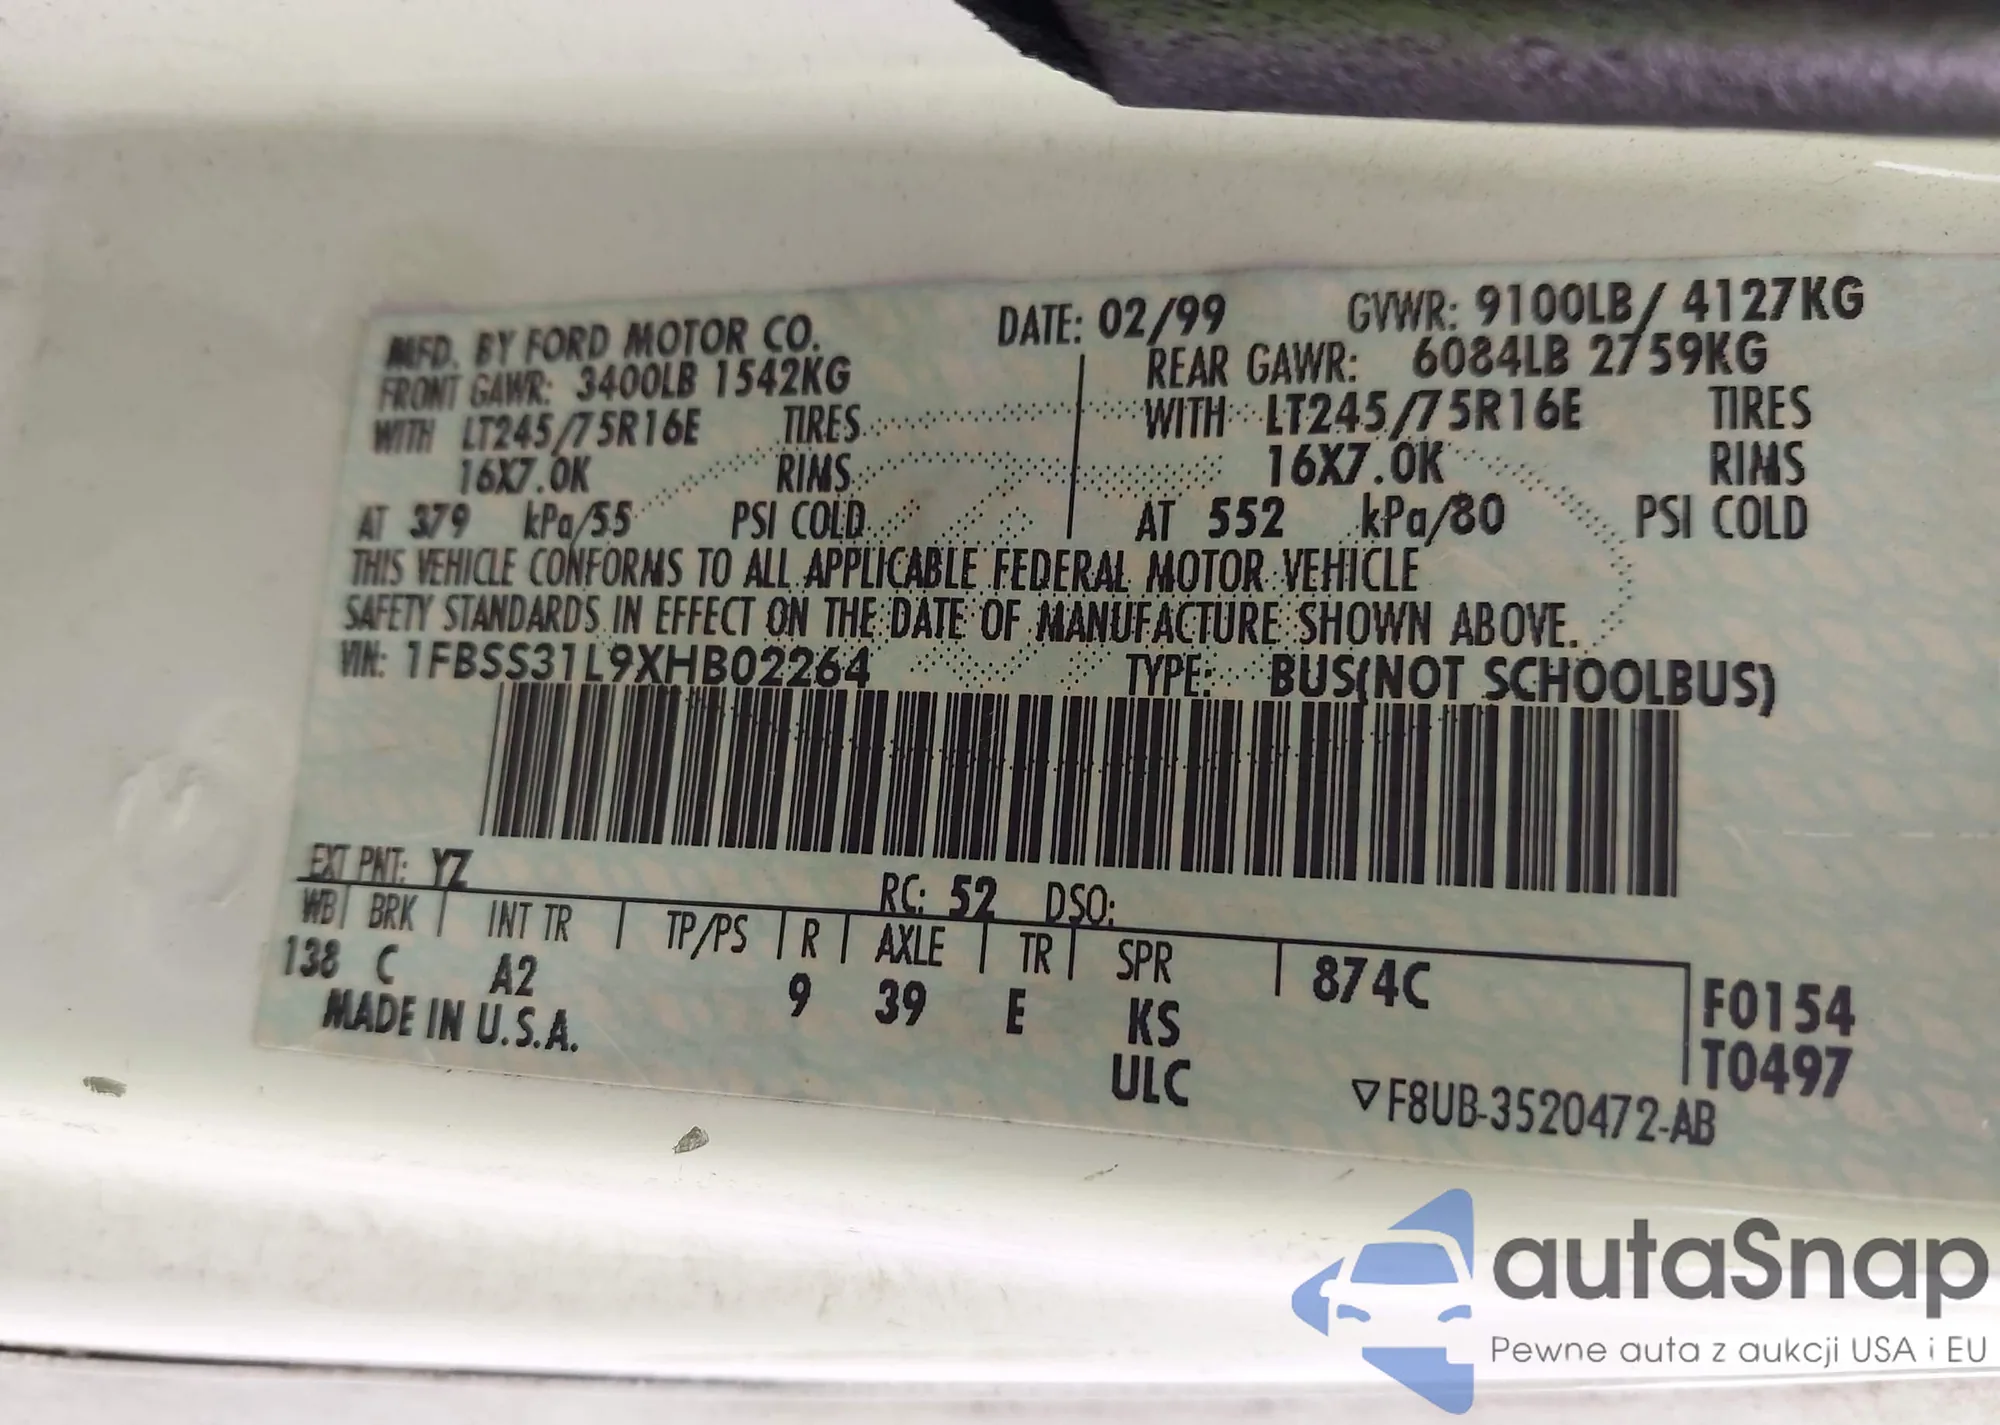 MFD. BY FORD MOTOR CO. DATE: 02/99 GVWR: 9100LB/ 4127KG
FRONT GAWR: 3400LB 1542KG REAR GAWR: 6084LB 2759KG
WITH LT245/75R16E TIRES WITH LT245/75R16E TIRES
16X7.0K RIMS 16X7.0K RIMS
AT 379 kPa/55 PSI COLD AT 552 kPa/80 PSI COLD
THIS VEHICLE CONFORMS TO ALL APPLICABLE FEDERAL MOTOR VEHICLE
SAFETY STANDARDS IN EFFECT ON THE DATE OF MANUFACTURE SHOWN ABOVE.
VIN: 1FBSS31L9XHB02264 TYPE: BUS(NOT SCHOOLBUS)
EXT PNT: YZ RC: 52 DSO:
WB BRK INT TR TP/PS R AXLE TR SPR 874C F0154
138 C A2 9 39 E KS T0497
MADE IN U.S.A. ULC
▽F8UB-3520472-AB
autaSnap
Pewne auta z aukcji USA i EU